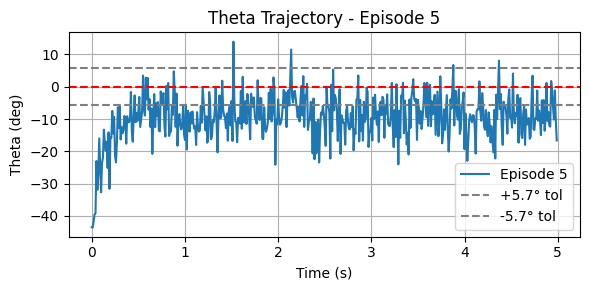 Theta Trajectory - Episode 5
Theta (deg)
10
0
−10
−20
−30
−40
0
1
2
3
4
5
Time (s)
Episode 5
+5.7° tol
-5.7° tol